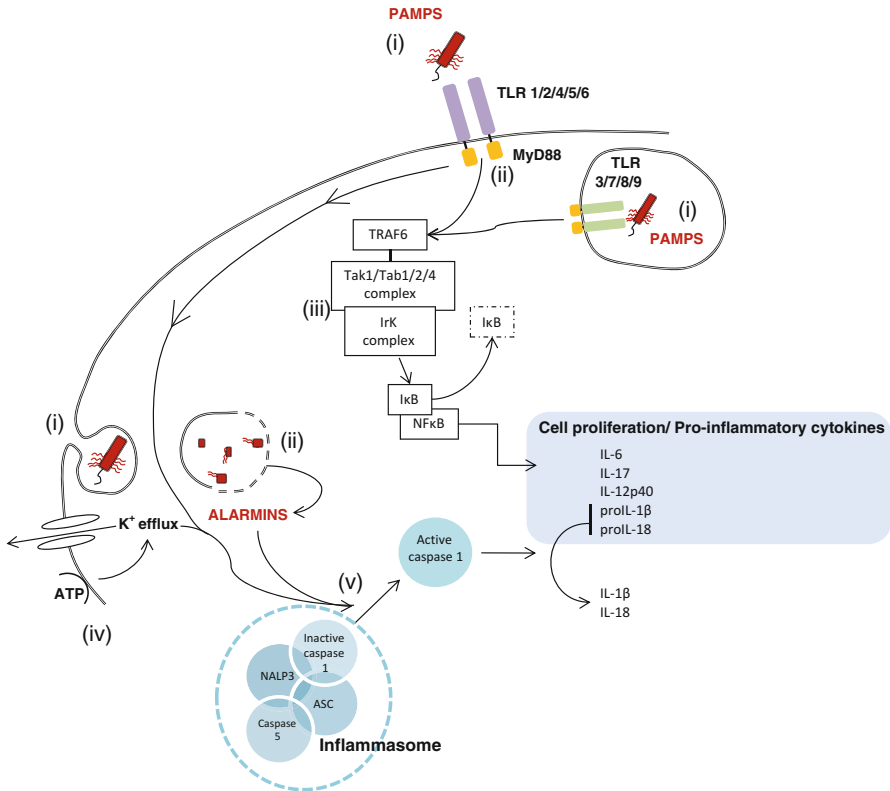 PAMPS
(i)
TLR 1/2/4/5/6
MyD88
(ii)
TLR
3/7/8/9
(i)
PAMPS
TRAF6
Tak1/Tab1/2/4
complex
(iii)
IrK
complex
IκB
IκB
NFκB
Cell proliferation/ Pro-inflammatory cytokines
IL-6
IL-17
IL-12p40
proIL-1β
proIL-18
(i)
(ii)
ALARMINS
K+ efflux
ATP
(iv)
Active
caspase 1
(v)
IL-1β
IL-18
Inactive
caspase
1
NALP3
ASC
Caspase
5
Inflammasome